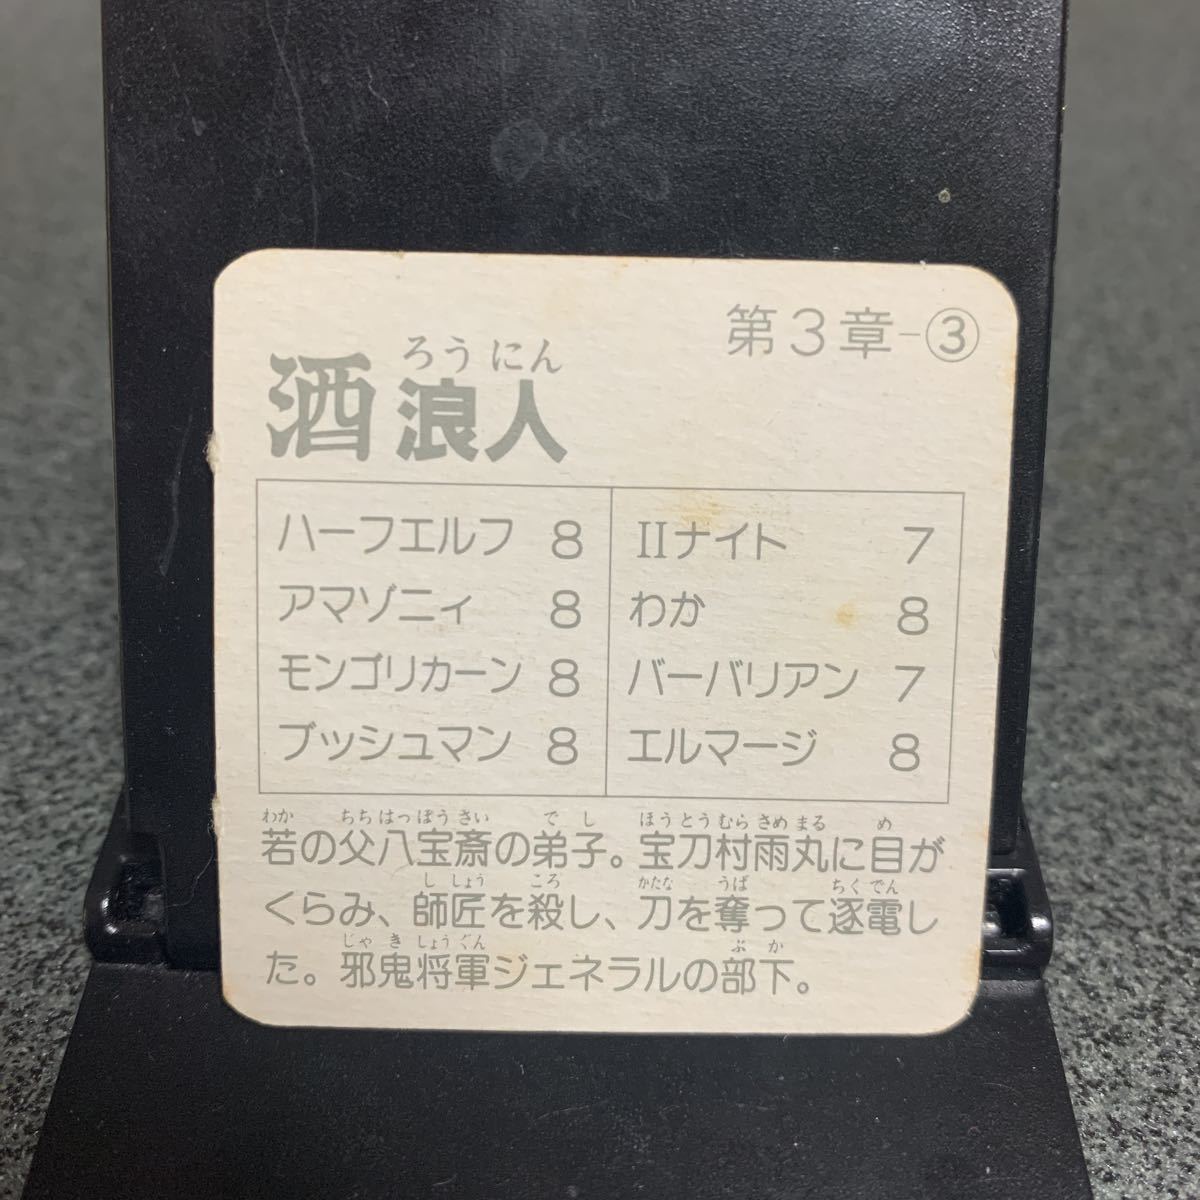 第3章-③
ろうにん
酒浪人
ハーフエルフ 8
アマゾニィ 8
モンゴリカーン 8
ブッシュマン 8
IIナイト 7
わか 8
バーバリアン 7
エルマージ 8
わか ちちはっぽうさい でし ほうとうむらさめまる め
若の父八宝斎の弟子。宝刀村雨丸に目が
ししょう ころ かたな うば ちくでん
くらみ、師匠を殺し、刀を奪って逐電し
じゃきしょうぐん ぶか
た。邪鬼将軍ジェネラルの部下。